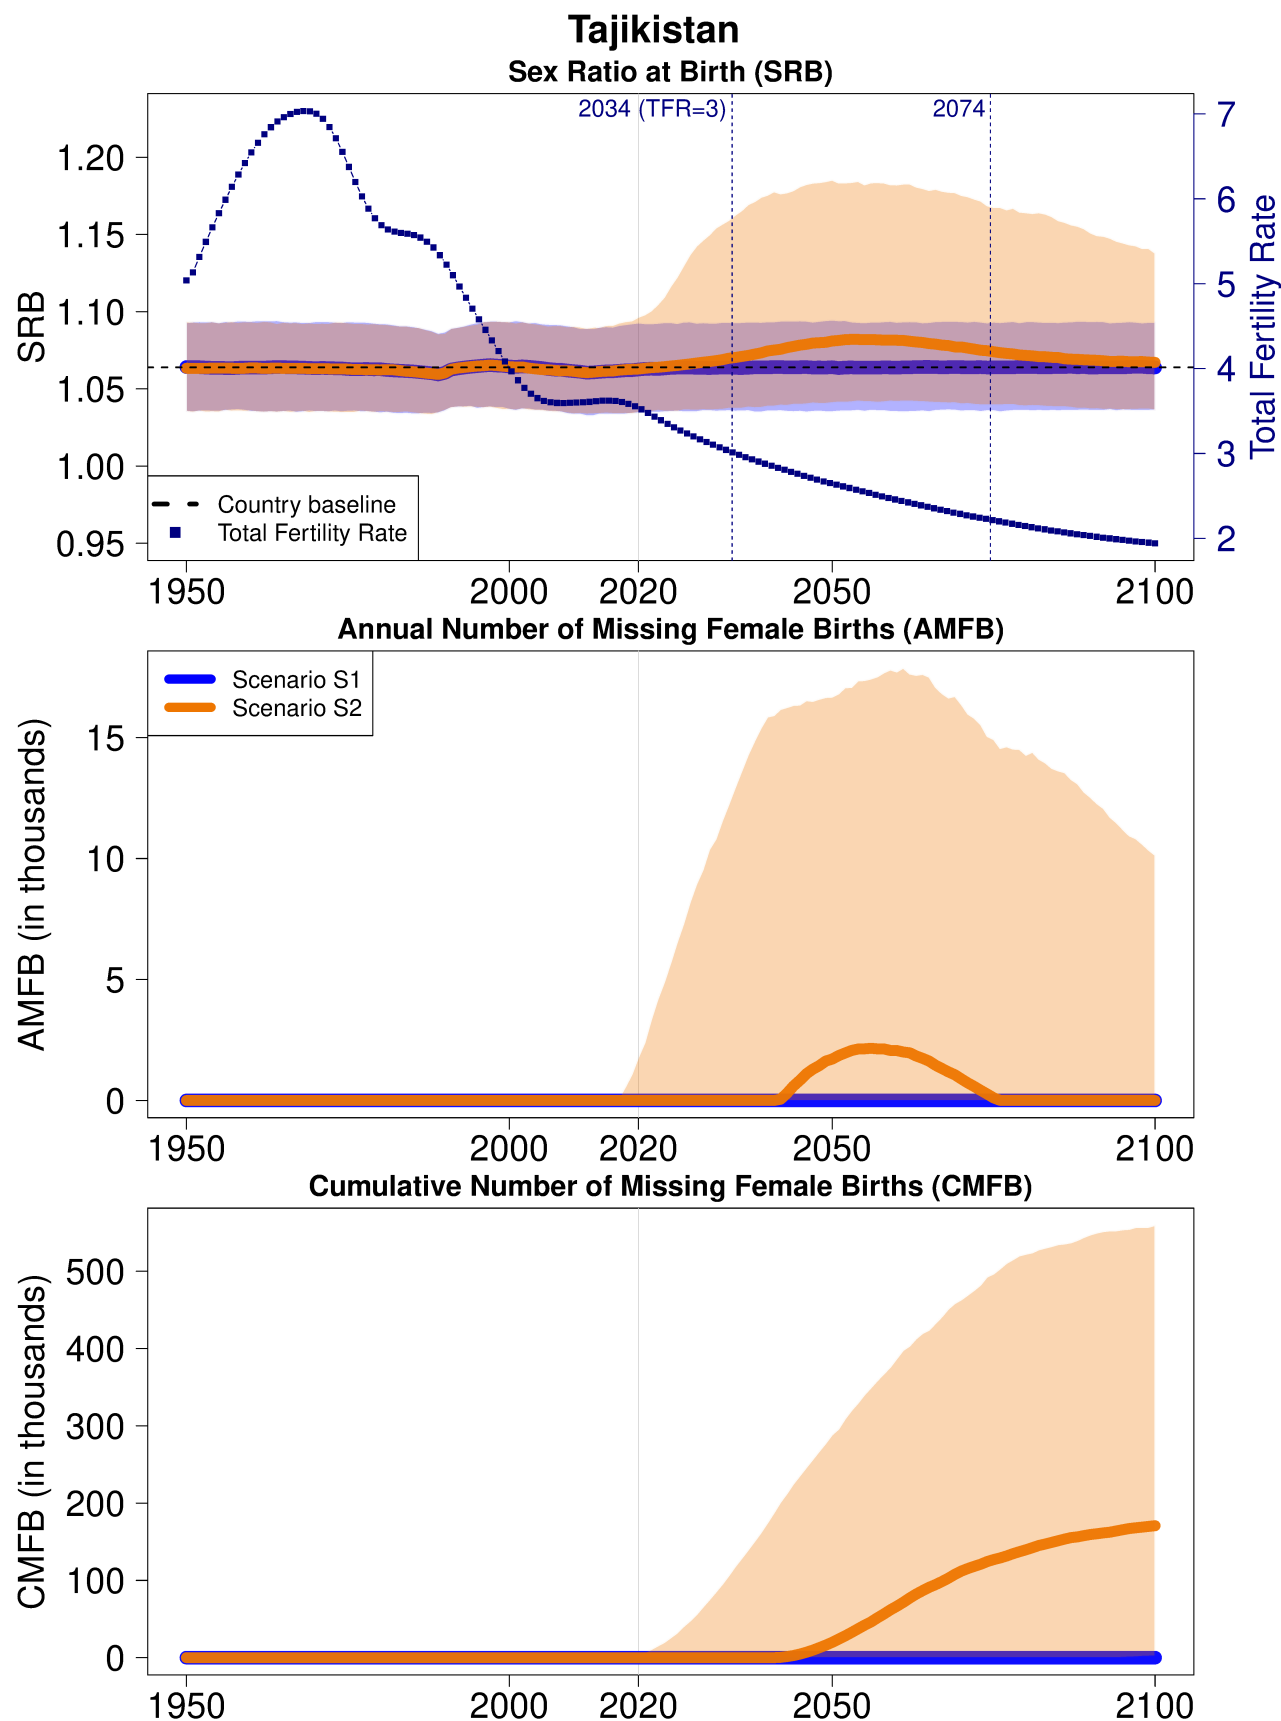 Tajikistan
Sex Ratio at Birth (SRB)
2034 (TFR=3)
2074
SRB
1.20
1.15
1.10
1.05
1.00
0.95
7
6
5
4
3
2
Total Fertility Rate
Country baseline
Total Fertility Rate
1950
2000
2020
2050
2100
Annual Number of Missing Female Births (AMFB)
Scenario S1
Scenario S2
AMFB (in thousands)
15
10
5
0
1950
2000
2020
2050
2100
Cumulative Number of Missing Female Births (CMFB)
CMFB (in thousands)
500
400
300
200
100
0
1950
2000
2020
2050
2100